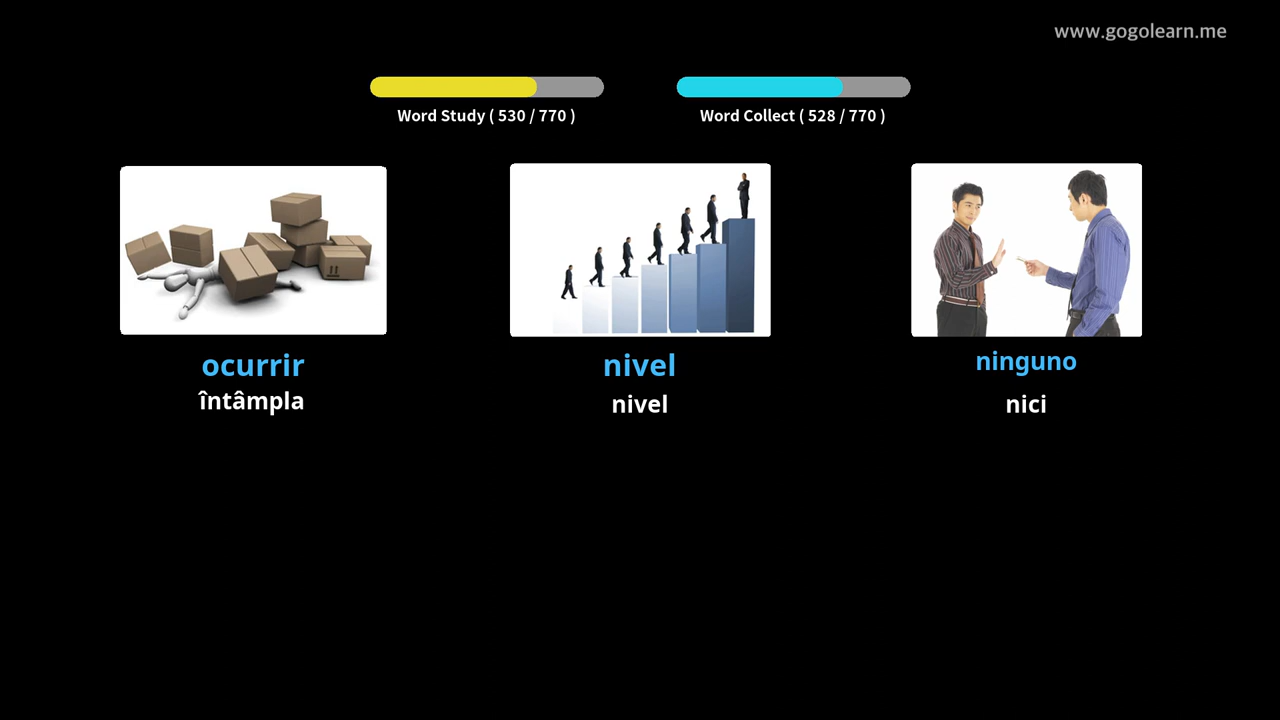 www.gogolearn.me
Word Study ( 530 / 770 )
Word Collect ( 528 / 770 )
ocurrir
întâmpla
nivel
nivel
ninguno
nici